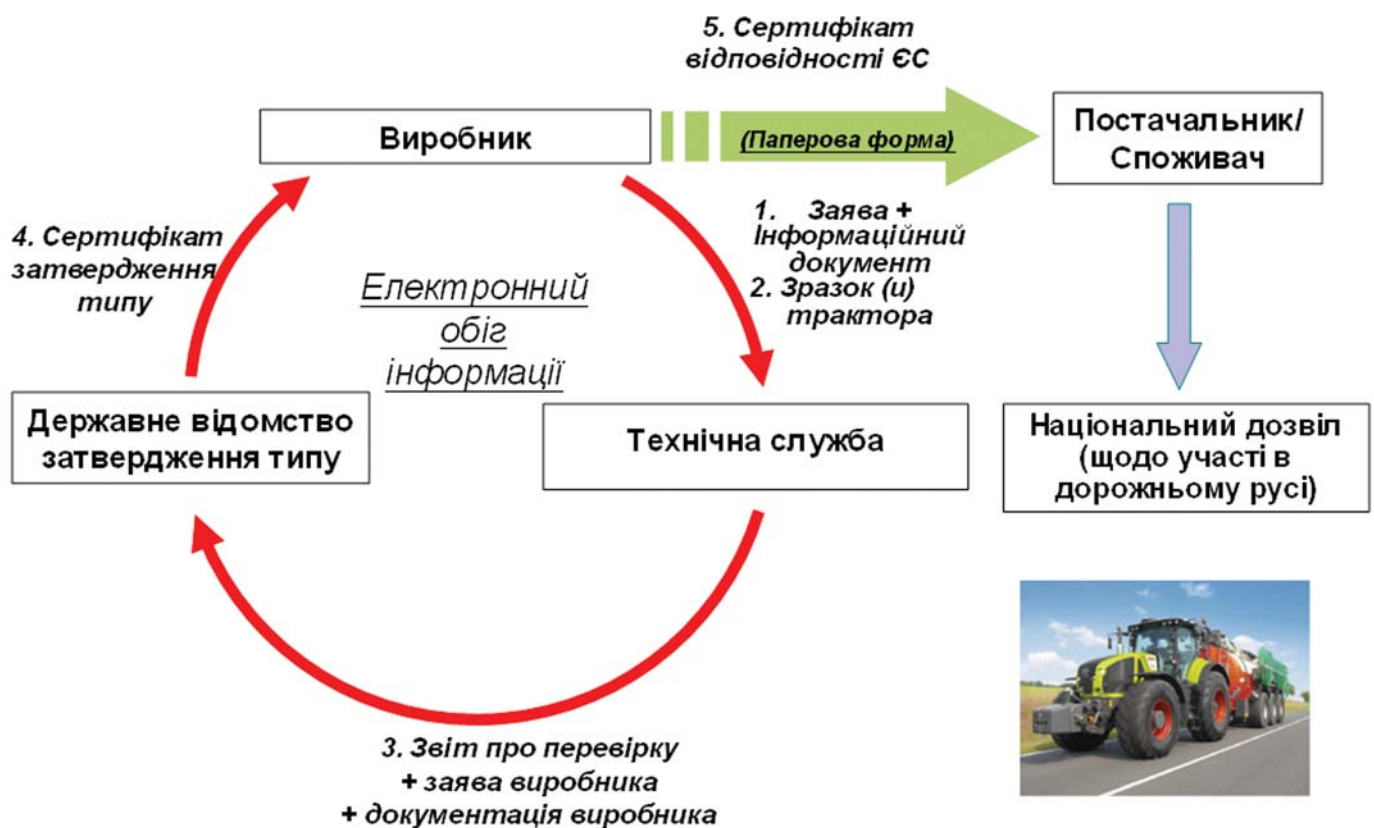 5. Сертифікат
відповідності ЄС
Виробник
(Паперова форма)
Постачальник/
Споживач
4. Сертифікат
затвердження
типу
1. Заява +
Інформаційний
документ
2. Зразок (и)
трактора
Електронний
обіг
інформації
Державне відомство
затвердження типу
Технічна служба
Національний дозвіл
(щодо участі в
дорожньому русі)
3. Звіт про перевірку
+ заява виробника
+ документація виробника